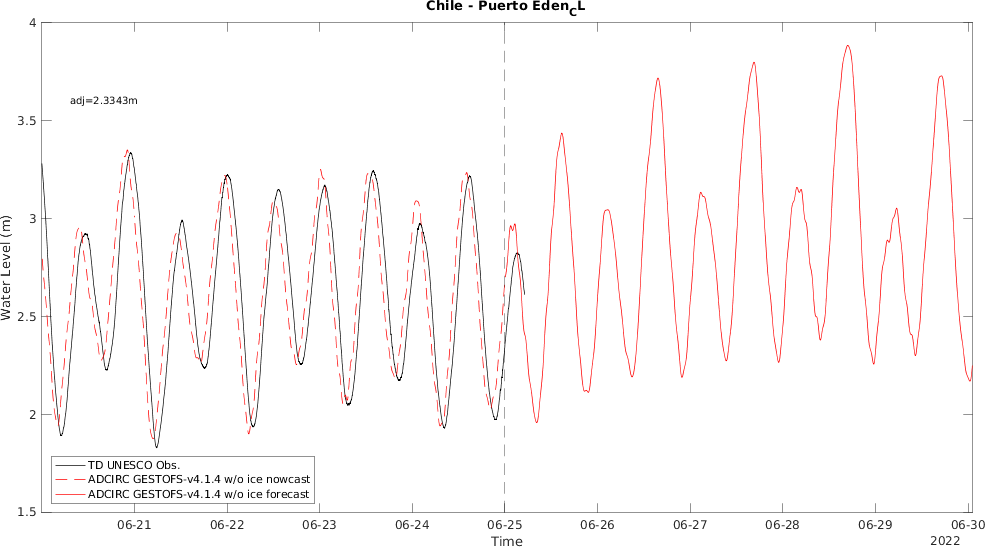 Chile - Puerto Eden_CL
4
3.5
3
2.5
2
1.5
Water Level (m)
adj=2.3343m
TD UNESCO Obs.
ADCIRC GESTOFS-v4.1.4 w/o ice nowcast
ADCIRC GESTOFS-v4.1.4 w/o ice forecast
06-21 06-22 06-23 06-24 06-25 06-26 06-27 06-28 06-29 06-30
Time
2022